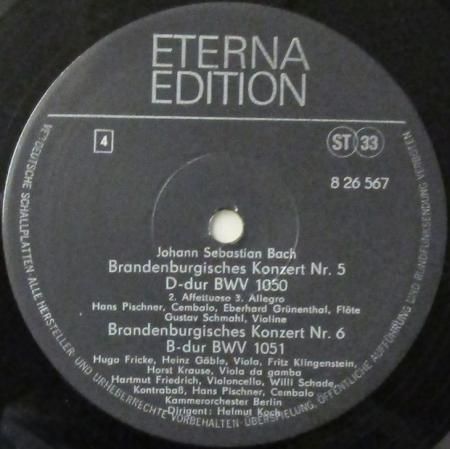 ETERNA
EDITION
4
ST 33
8 26 567
Johann Sebastian Bach
Brandenburgisches Konzert Nr. 5
D-dur BWV 1050
2. Affettuoso 3. Allegro
Hans Pischner, Cembalo, Eberhard Grünenthal, Flöte
Gustav Schmahl, Violine
Brandenburgisches Konzert Nr. 6
B-dur BWV 1051
Hugo Fricke, Heinz Gäble, Viola, Fritz Klingenstein,
Horst Krause, Viola da gamba
Hartmut Friedrich, Violoncello, Willi Schade,
Kontrabaß, Hans Pischner, Cembalo
Kammerorchester Berlin
Dirigent: Helmut Koch
VEB DEUTSCHE SCHALLPLATTEN · ALLE HERSTELLER- UND URHEBERRECHTE VORBEHALTEN · ÜBERSPIELUNG, ÖFFENTLICHE AUFFÜHRUNG UND RUNDFUNKSENDUNG VERBOTEN